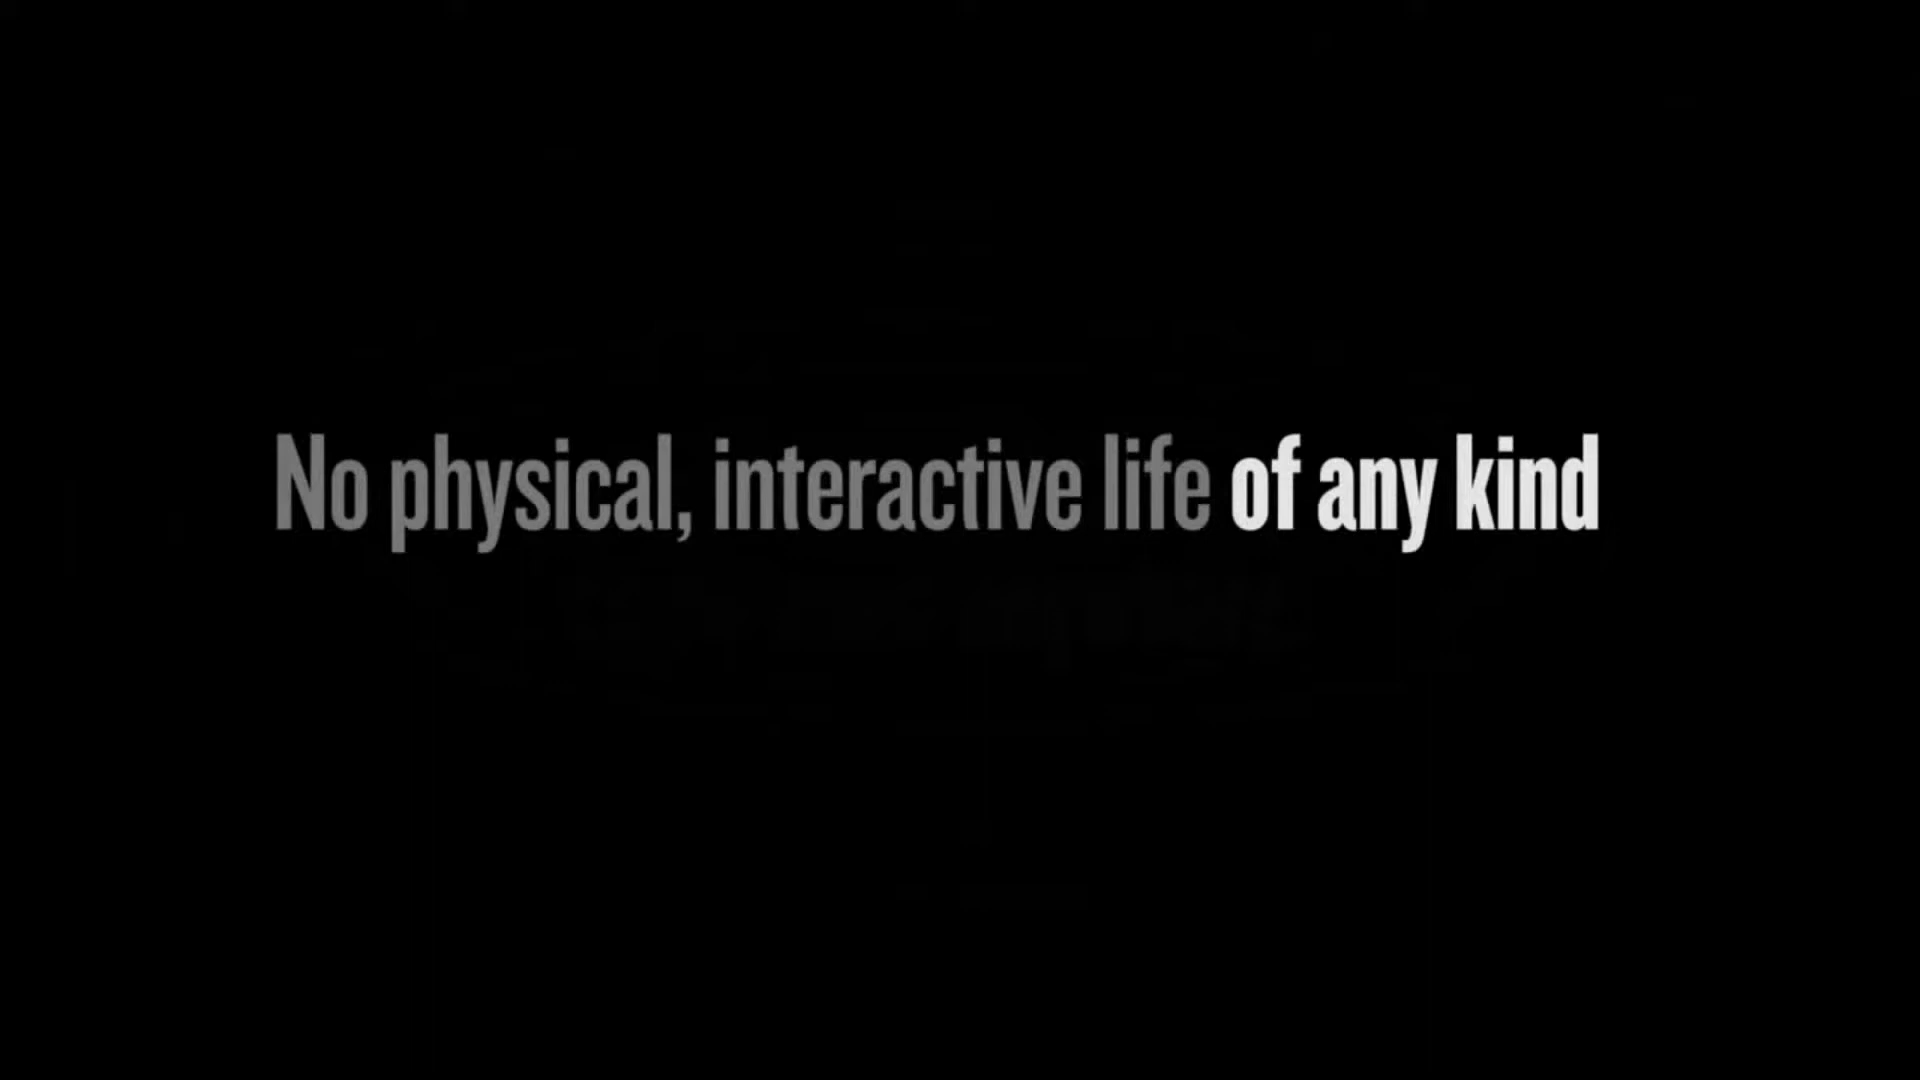 No physical, interactive life of any kind